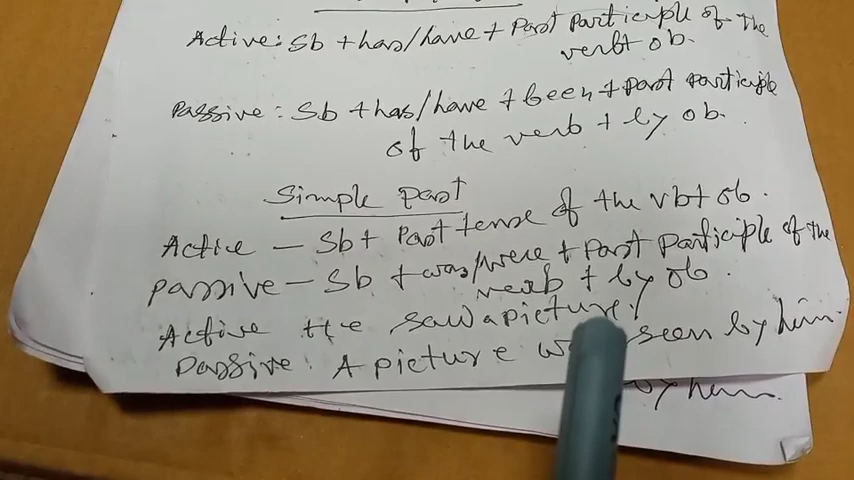 Active: Sb + has/have + Past Participle of the
verb + ob.
Passive: Sb + has/have + been + past participle
of the verb + by ob.
Simple past
Active - Sb + Past tense of the vb + ob.
passive - Sb + was/were + past participle of the
verb + by ob.
Active He saw a picture.
Passive: A picture seen by him.
by him.